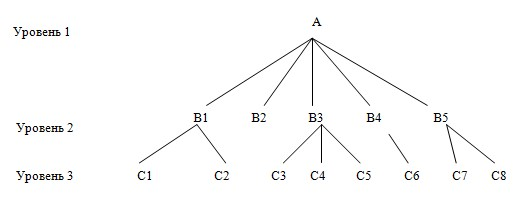 Уровень 1 A
Уровень 2 B1 B2 B3 B4 B5
Уровень 3 C1 C2 C3 C4 C5 C6 C7 C8